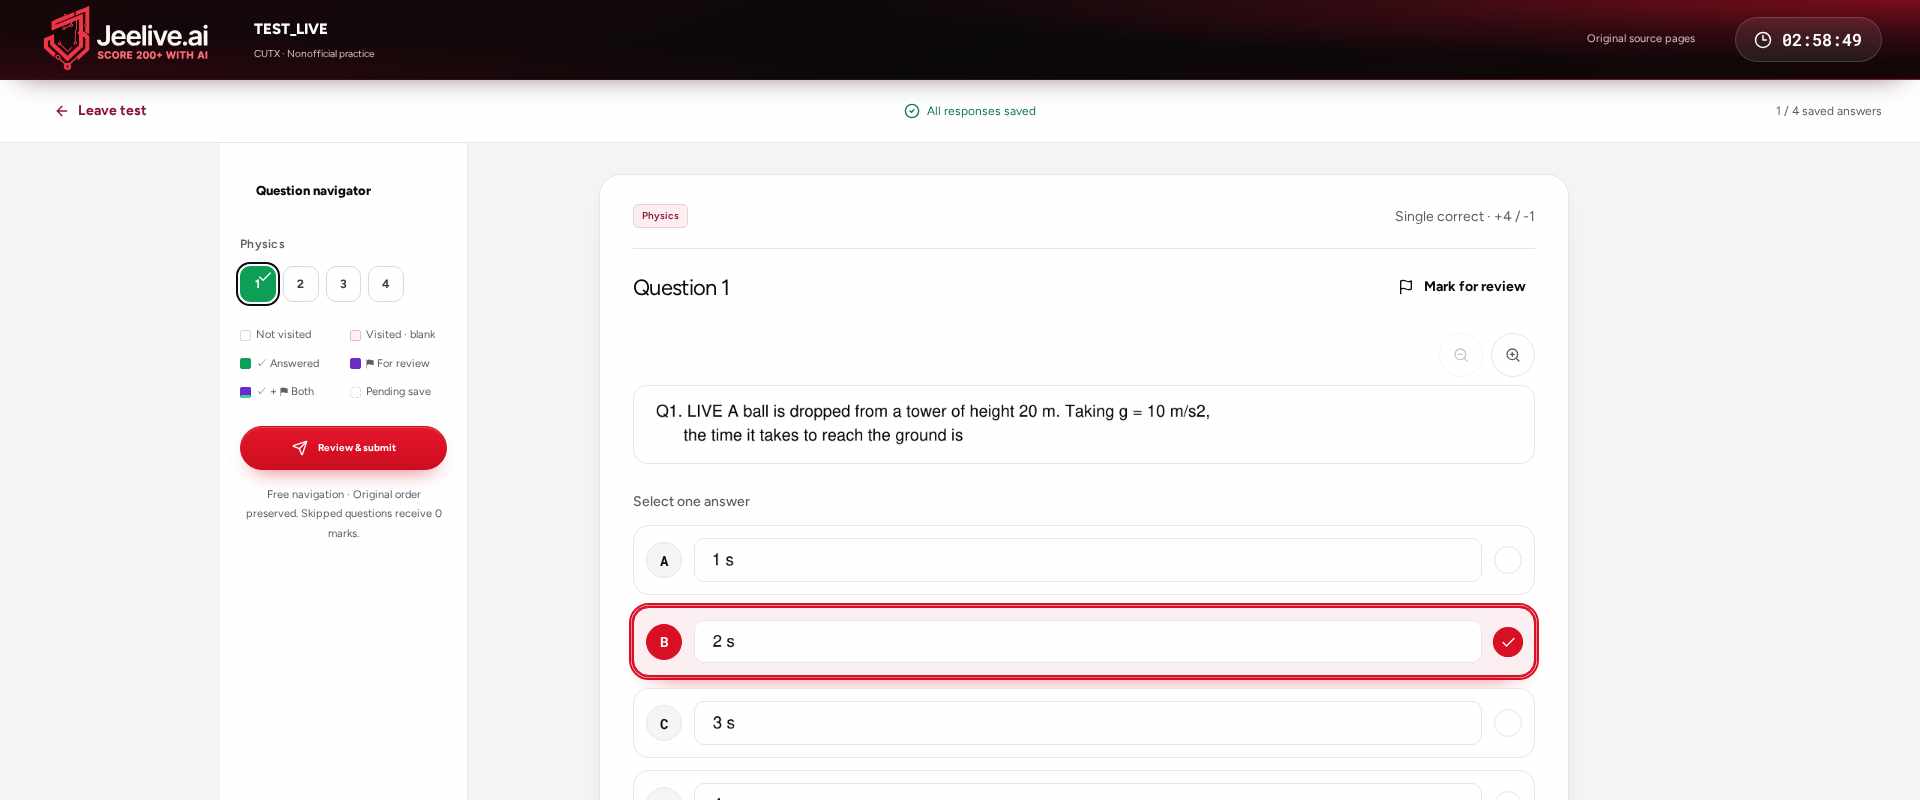 Jeelive.ai
SCORE 200+ WITH AI
TEST_LIVE
CUTX · Nonofficial practice
Original source pages
02:58:49
Leave test
All responses saved
1 / 4 saved answers
Question navigator
Physics
1 2 3 4
Not visited
Visited · blank
✓ Answered
For review
✓ + Both
Pending save
Review & submit
Free navigation · Original order
preserved. Skipped questions receive 0
marks.
Physics
Single correct · +4 / -1
Question 1
Mark for review
Q1. LIVE A ball is dropped from a tower of height 20 m. Taking g = 10 m/s2,
the time it takes to reach the ground is
Select one answer
A 1 s
B 2 s
C 3 s